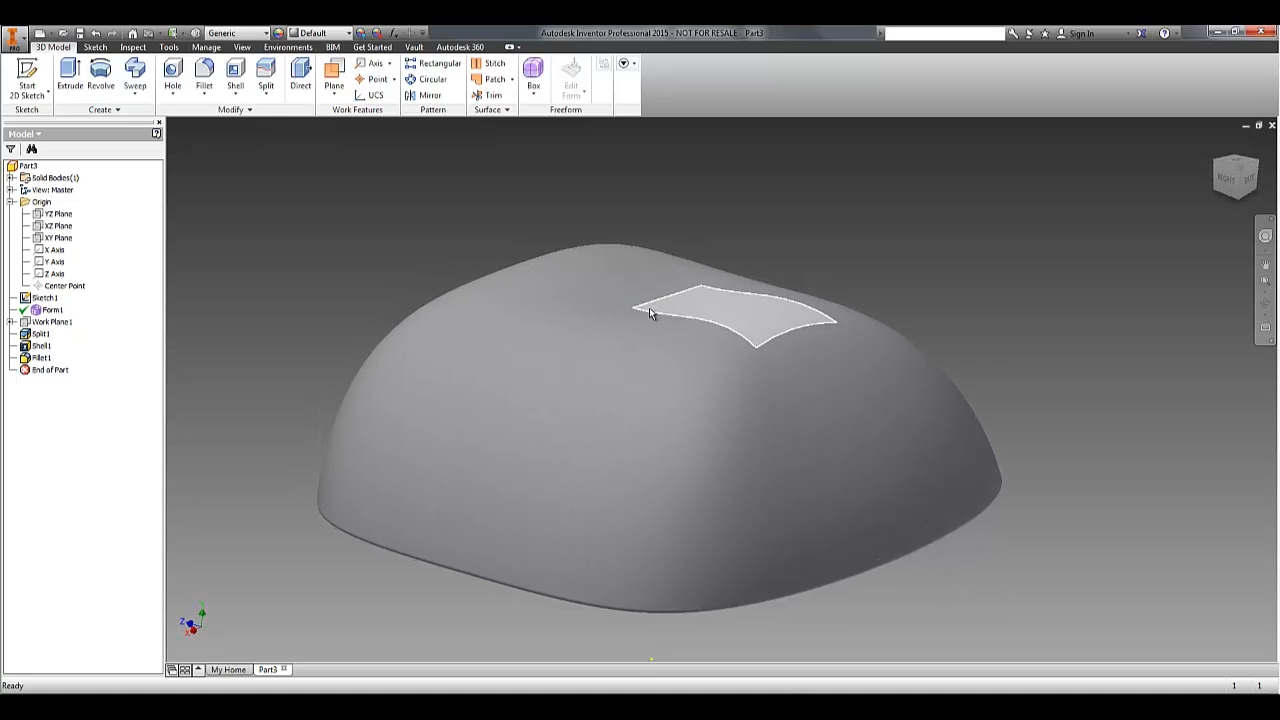 Generic Default Autodesk Inventor Professional 2015 - NOT FOR RESALE Part3 Sign In
PRO 3D Model Sketch Inspect Tools Manage View Environments BIM Get Started Vault Autodesk 360
Start 2D Sketch Extrude Revolve Sweep Hole Fillet Shell Split Direct Plane Axis Point UCS Rectangular Circular Mirror Stitch Patch Trim Box Edit Form
Sketch Create Modify Work Features Pattern Surface Freeform
Model
Part3
Solid Bodies(1)
View: Master
Origin
YZ Plane
XZ Plane
XY Plane
X Axis
Y Axis
Z Axis
Center Point
Sketch1
Form1
Work Plane1
Split1
Shell1
Fillet1
End of Part
RIGHT
Y
Z
X
My Home Part3
Ready 1 1